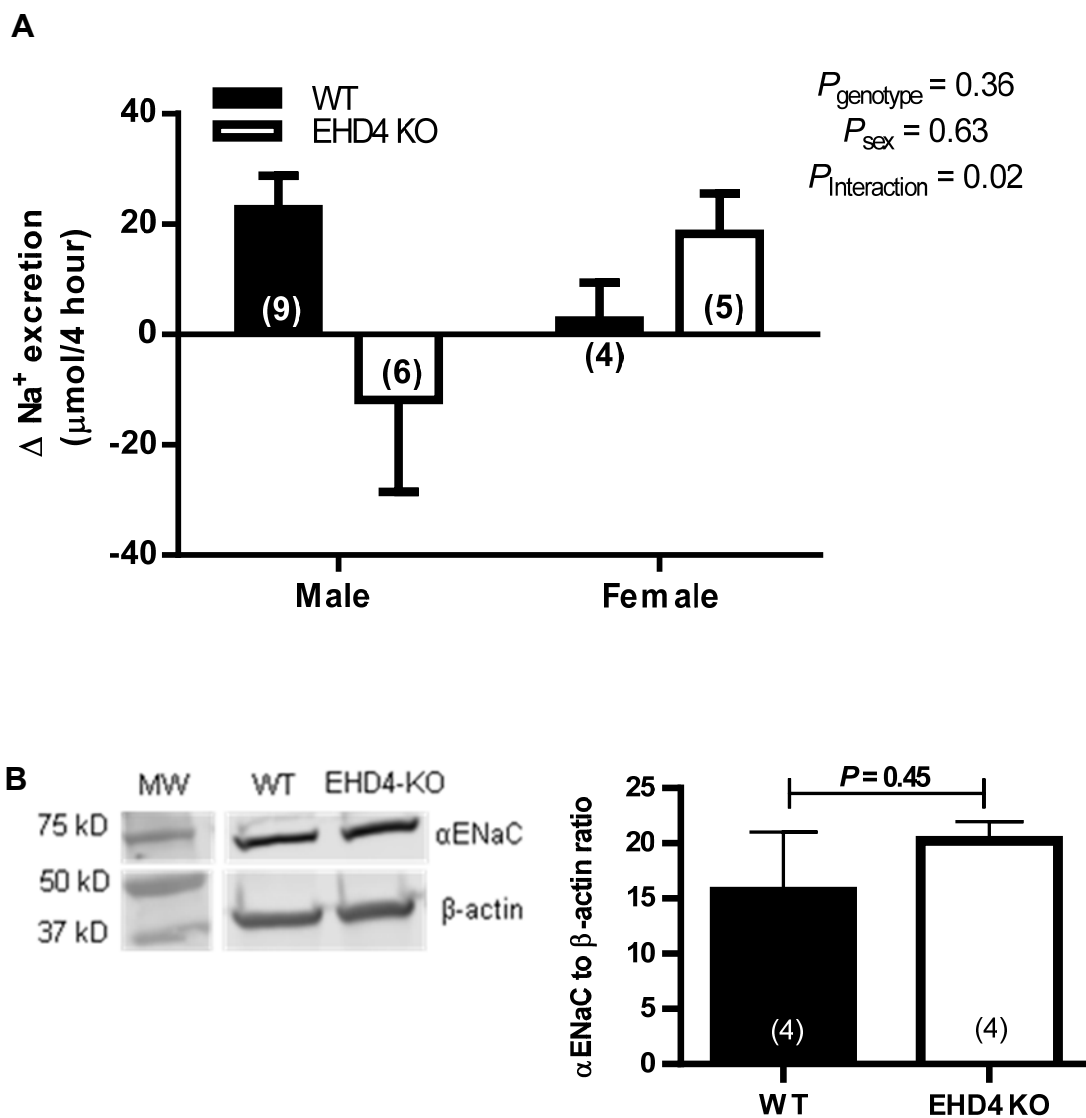 A
WT
EHD4 KO
P genotype = 0.36
P sex = 0.63
P Interaction = 0.02
Δ Na+ excretion
(μmol/4 hour)
40
20
0
-20
-40
(9)
(6)
(4)
(5)
Male
Female
B
MW
WT
EHD4-KO
75 kD
αENaC
50 kD
β-actin
37 kD
αENaC to β-actin ratio
25
20
15
10
5
0
P = 0.45
(4)
(4)
WT
EHD4 KO